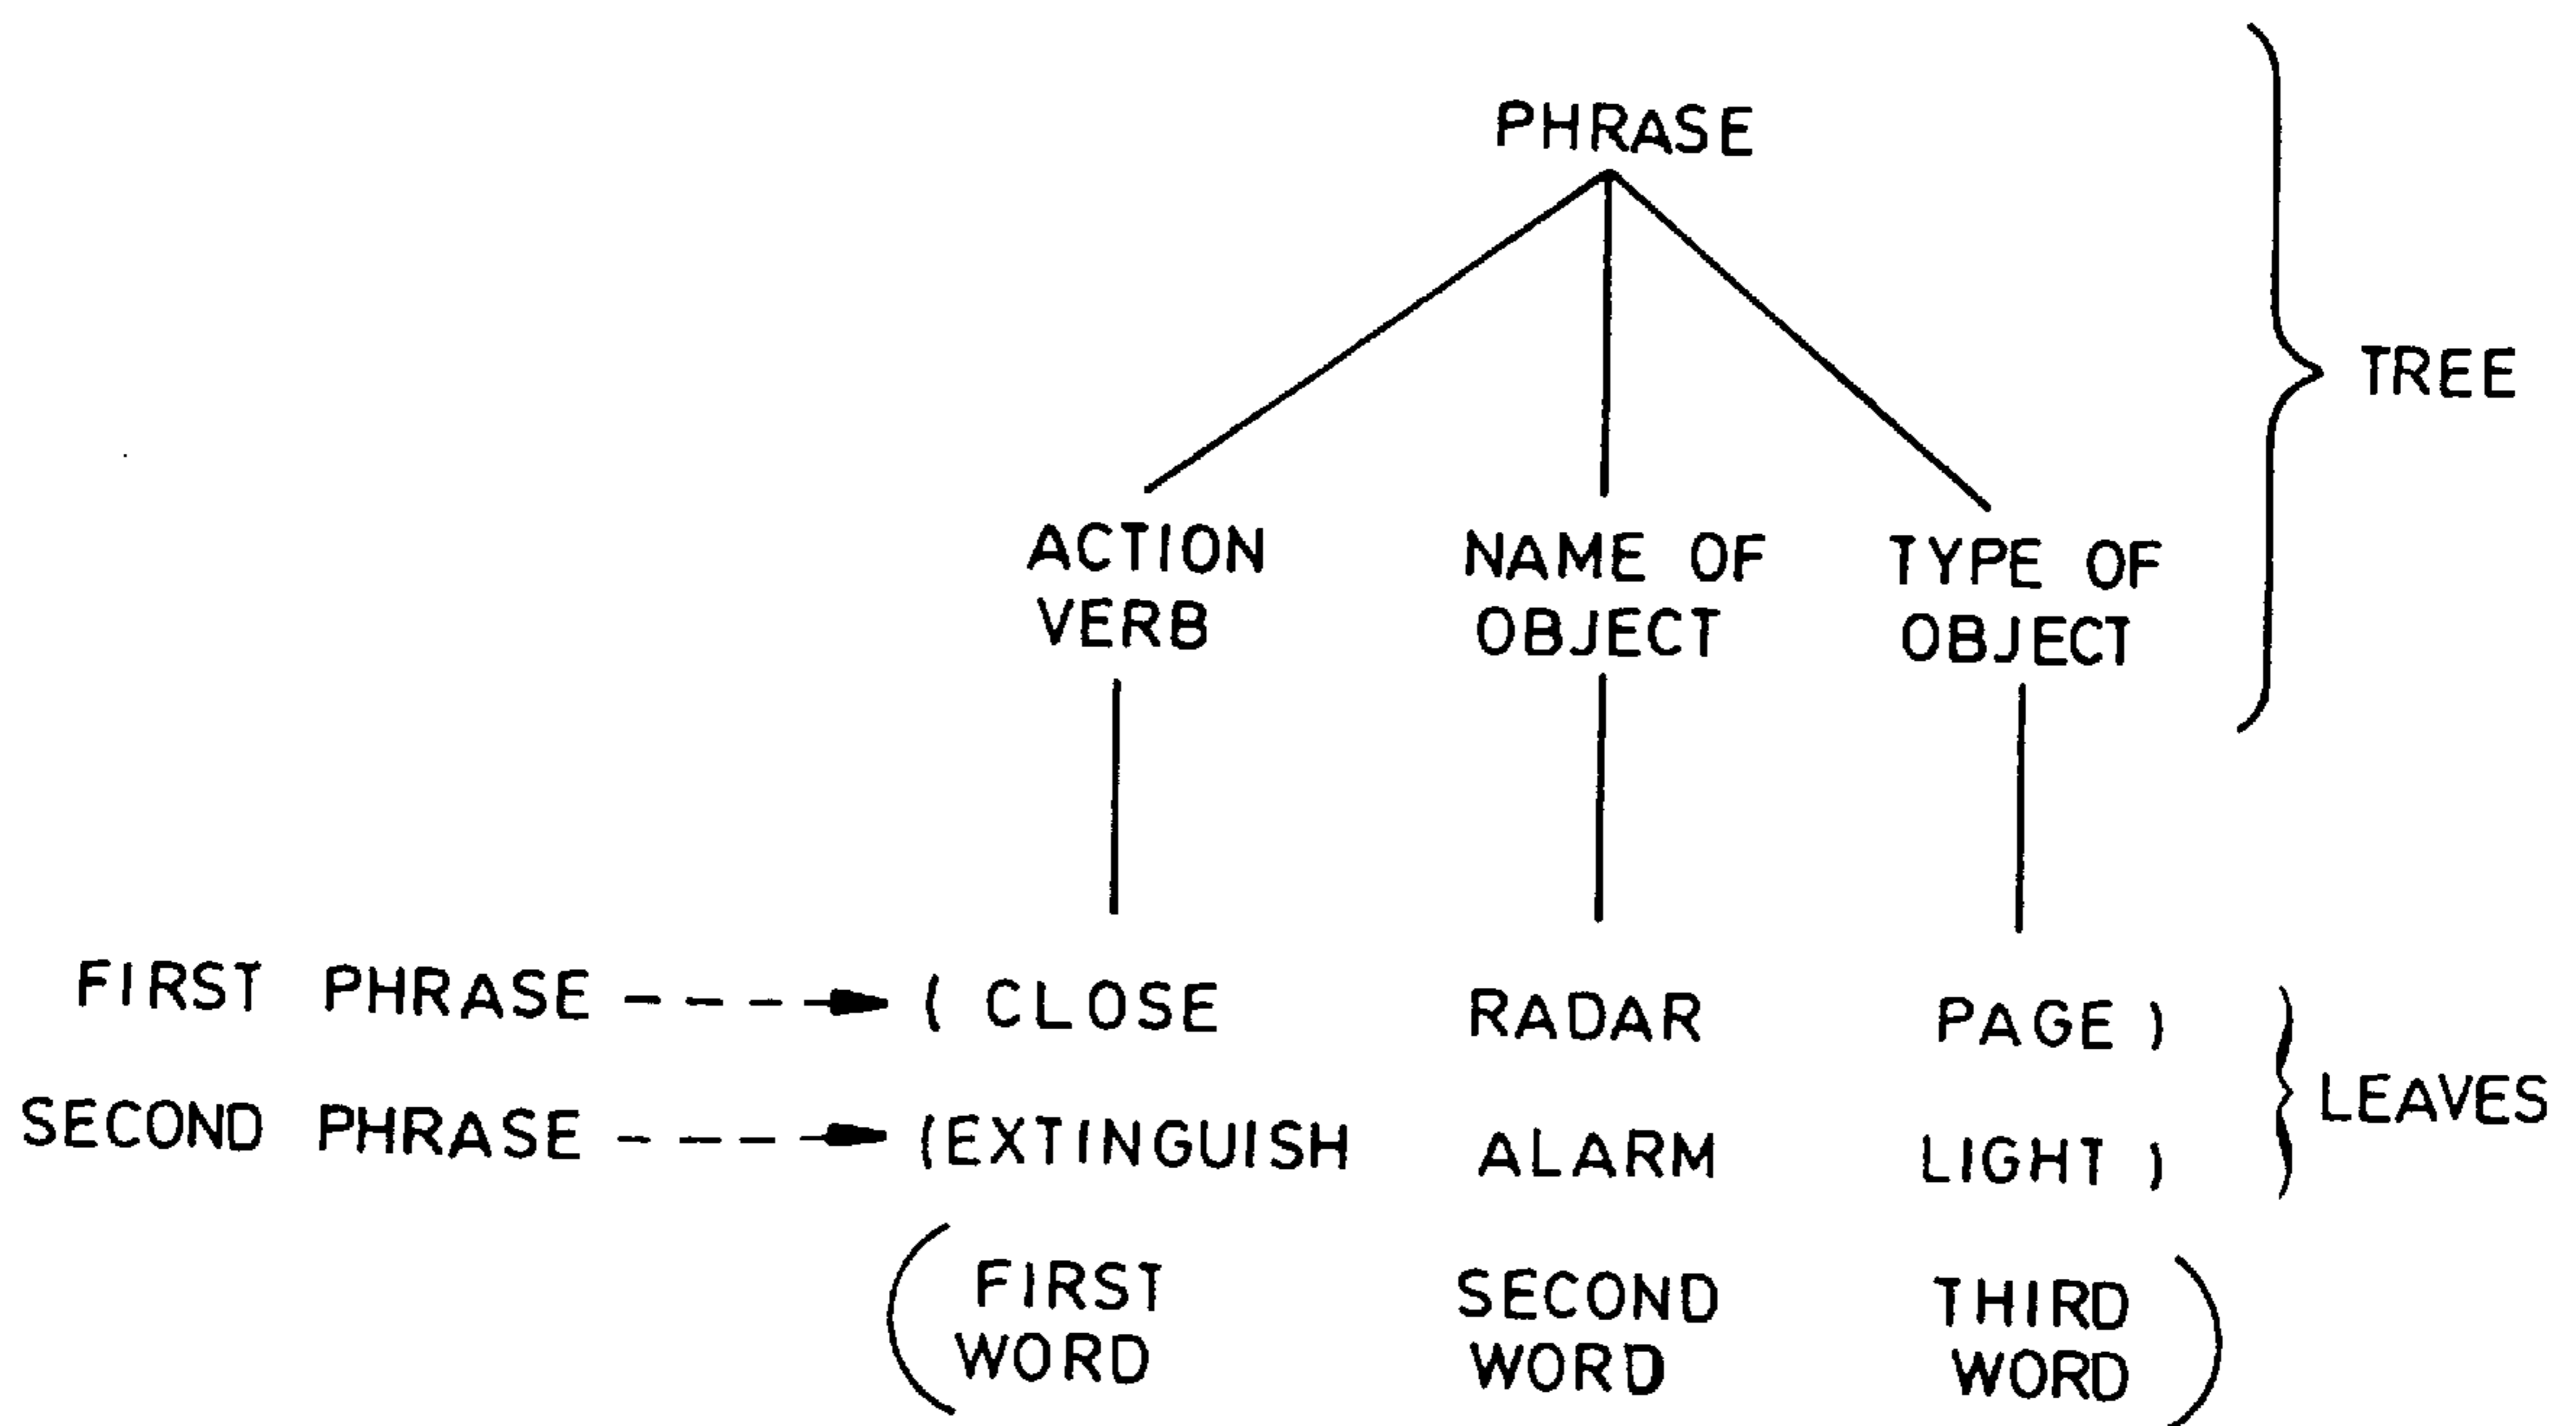 PHRASE
TREE
ACTION NAME OF TYPE OF
VERB OBJECT OBJECT
FIRST PHRASE ( CLOSE RADAR PAGE )
SECOND PHRASE (EXTINGUISH ALARM LIGHT )
LEAVES
( FIRST SECOND THIRD )
WORD WORD WORD